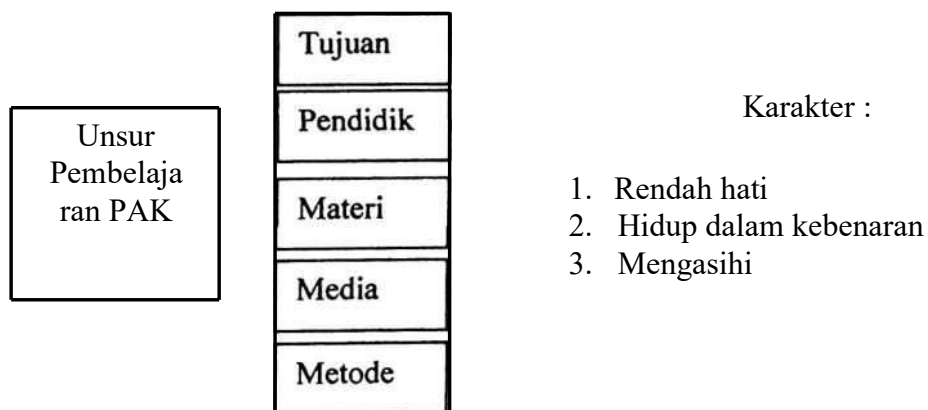 Unsur
Pembelaja
ran PAK
Tujuan
Pendidik
Materi
Media
Metode
Karakter :
1. Rendah hati
2. Hidup dalam kebenaran
3. Mengasihi